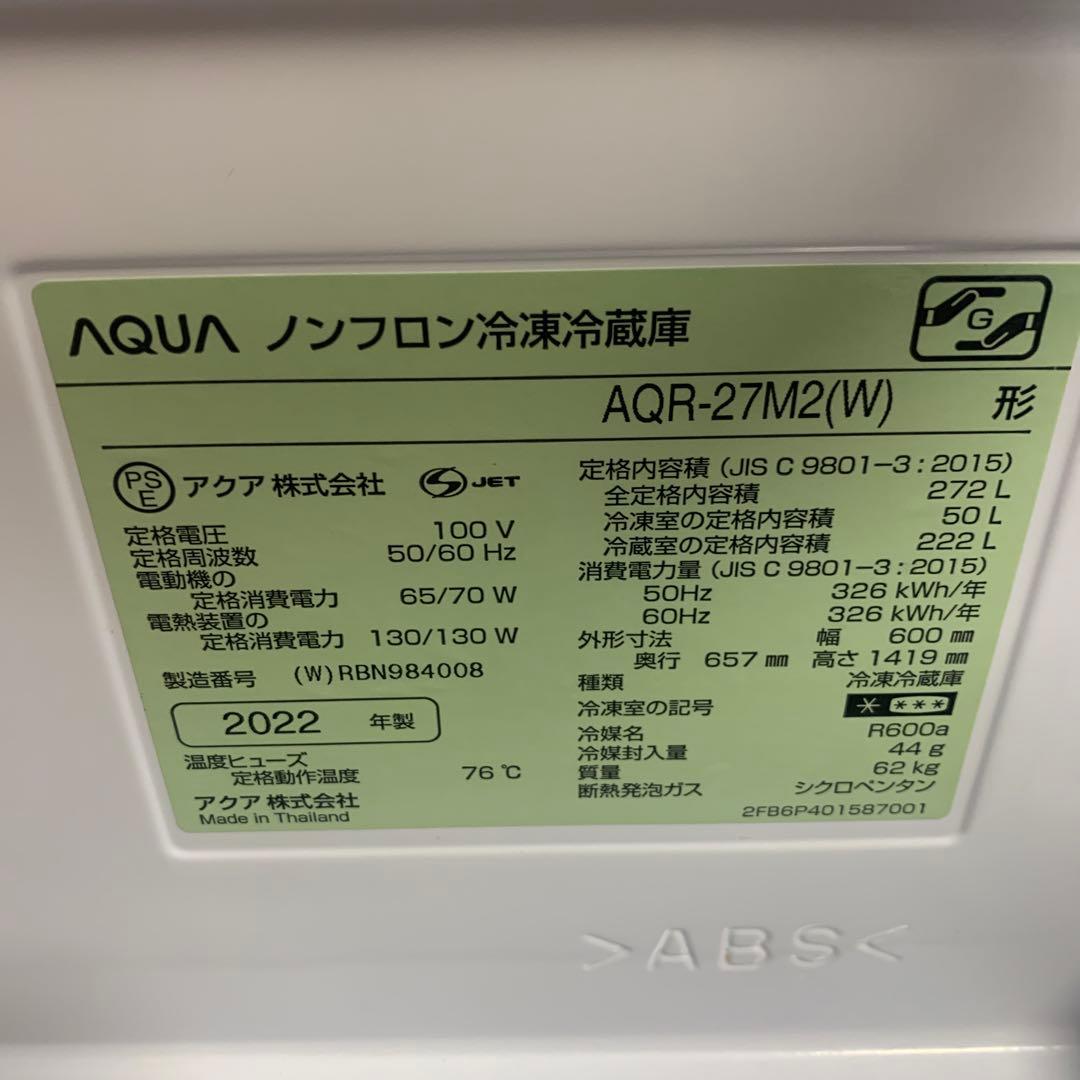 AQUA ノンフロン冷凍冷蔵庫
G
AQR-27M2(W) 形
PS
E
アクア 株式会社
S JET
定格電圧 100 V
定格周波数 50/60 Hz
電動機の
定格消費電力 65/70 W
電熱装置の
定格消費電力 130/130 W
製造番号 (W)RBN984008
2022 年製
温度ヒューズ
定格動作温度 76 ℃
アクア 株式会社
Made in Thailand
定格内容積 (JIS C 9801-3 : 2015)
全定格内容積 272 L
冷凍室の定格内容積 50 L
冷蔵室の定格内容積 222 L
消費電力量 (JIS C 9801-3 : 2015)
50Hz 326 kWh/年
60Hz 326 kWh/年
外形寸法 幅 600 ㎜
奥行 657 ㎜ 高さ 1419 ㎜
種類 冷凍冷蔵庫
冷凍室の記号 * ***
冷媒名 R600a
冷媒封入量 44 g
質量 62 kg
断熱発泡ガス シクロペンタン
2FB6P401587001
>ABS<